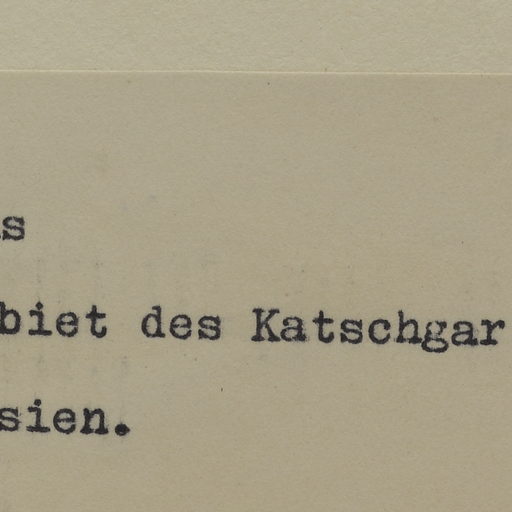 s
biet des Katschgar
sien.